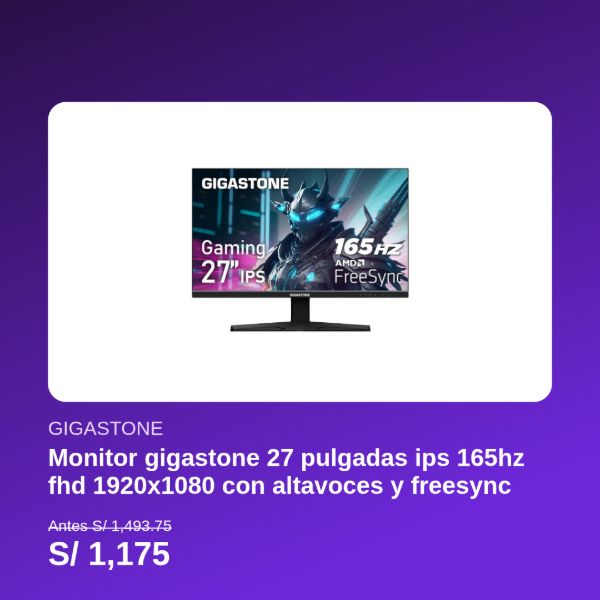 GIGASTONE
Gaming
27" IPS
165HZ
AMD
FreeSync
GIGASTONE
GIGASTONE
Monitor gigastone 27 pulgadas ips 165hz
fhd 1920x1080 con altavoces y freesync
Antes S/ 1,493.75
S/ 1,175